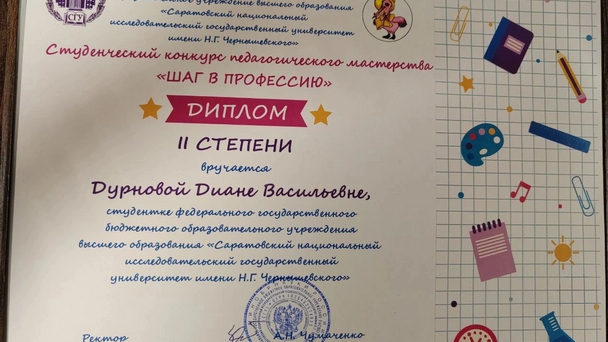 учреждение высшего образования
«Саратовский национальный
исследовательский государственный университет
имени Н.Г. Чернышевского»
СГУ
Студенческий конкурс педагогического мастерства
«ШАГ В ПРОФЕССИЮ»
ДИПЛОМ
II СТЕПЕНИ
вручается
Дурновой Диане Васильевне,
студентке федерального государственного
бюджетного образовательного учреждения
высшего образования «Саратовский национальный
исследовательский государственный
университет имени Н.Г. Чернышевского»
Ректор А.Н. Чумаченко